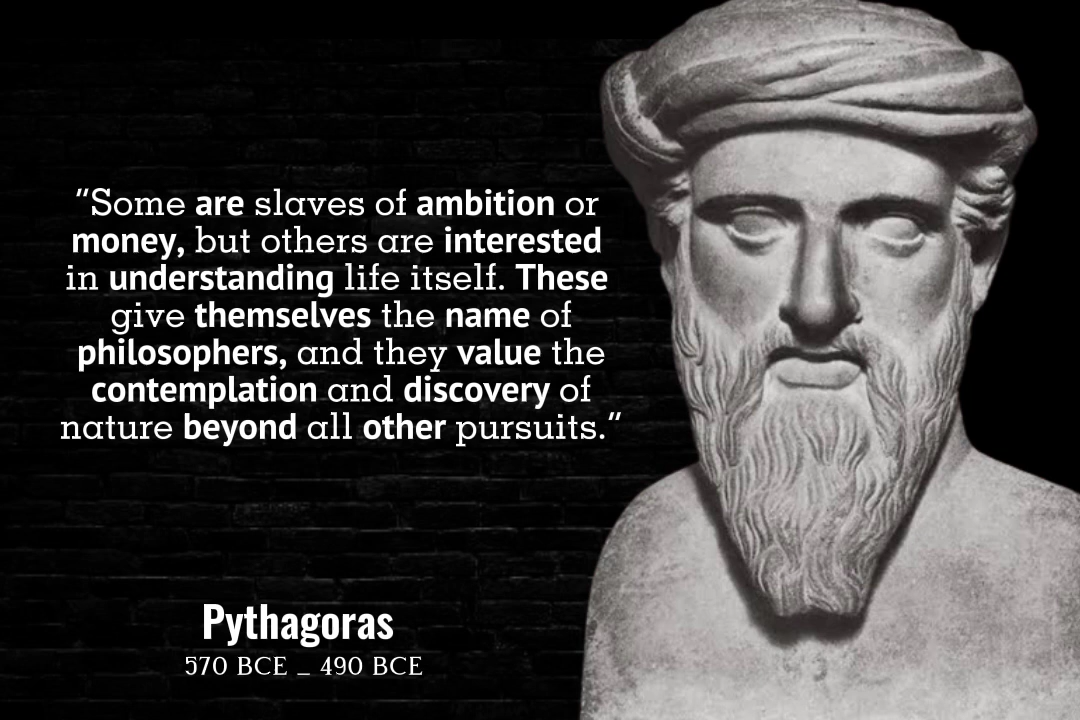 “Some are slaves of ambition or
money, but others are interested
in understanding life itself. These
give themselves the name of
philosophers, and they value the
contemplation and discovery of
nature beyond all other pursuits.”
Pythagoras
570 BCE _ 490 BCE